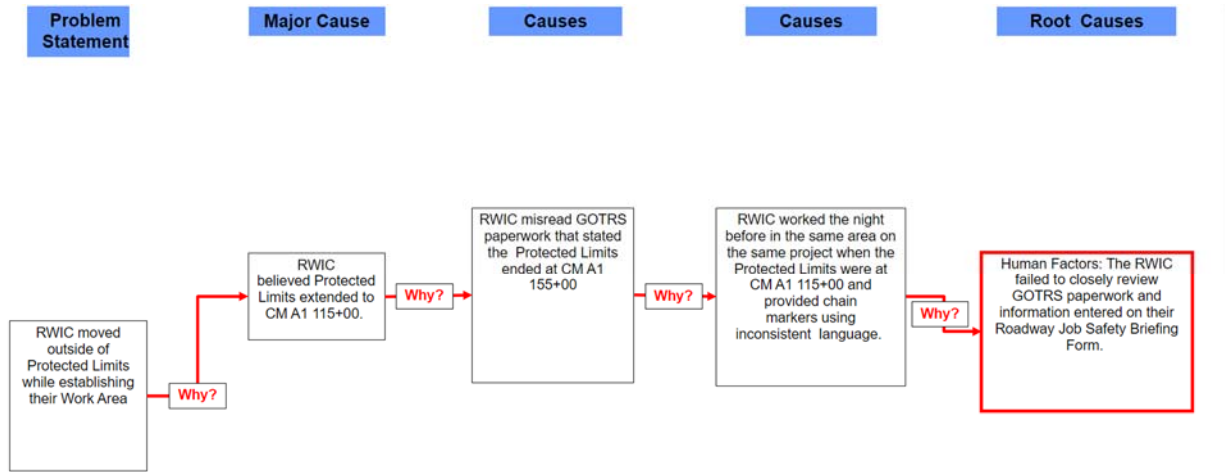 Problem
Statement
Major Cause
Causes
Causes
Root Causes
RWIC moved
outside of
Protected Limits
while establishing
their Work Area
Why?
RWIC
believed Protected
Limits extended to
CM A1 115+00.
Why?
RWIC misread GOTRS
paperwork that stated
the Protected Limits
ended at CM A1
155+00
Why?
RWIC worked the night
before in the same area on
the same project when the
Protected Limits were at
CM A1 115+00 and
provided chain
markers using
inconsistent language.
Why?
Human Factors: The RWIC
failed to closely review
GOTRS paperwork and
information entered on their
Roadway Job Safety Briefing
Form.